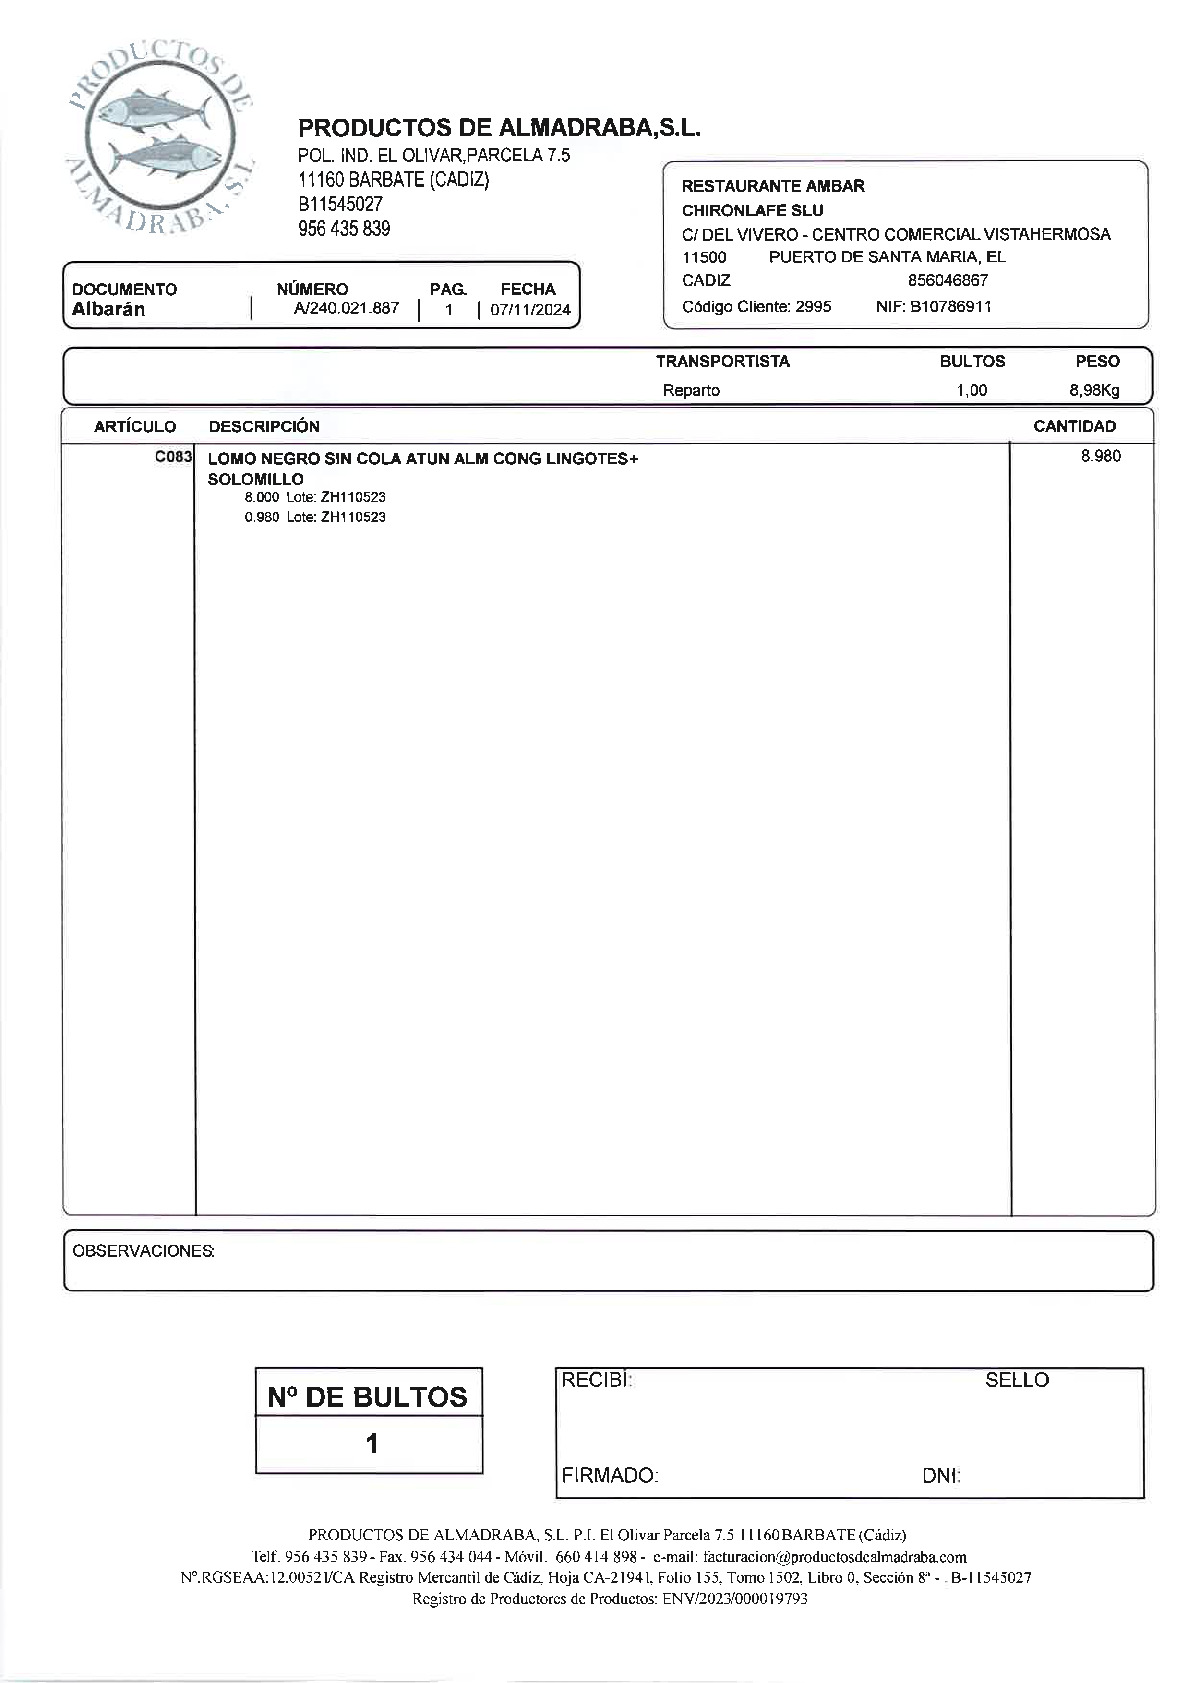 PRODUCTOS DE ALMADRABA, S.L.
PRODUCTOS DE ALMADRABA,S.L.
POL. IND. EL OLIVAR,PARCELA 7.5
11160 BARBATE (CADIZ)
B11545027
956 435 839
RESTAURANTE AMBAR
CHIRONLAFE SLU
C/ DEL VIVERO - CENTRO COMERCIAL VISTAHERMOSA
11500 PUERTO DE SANTA MARIA, EL
CADIZ 856046867
Código Cliente: 2995 NIF: B10786911
DOCUMENTO NÚMERO PAG. FECHA
Albarán A/240.021.887 1 07/11/2024
TRANSPORTISTA BULTOS PESO
Reparto 1,00 8,98Kg
ARTÍCULO DESCRIPCIÓN CANTIDAD
C083 LOMO NEGRO SIN COLA ATUN ALM CONG LINGOTES+ 8.980
SOLOMILLO
8.000 Lote: ZH110523
0.980 Lote: ZH110523
OBSERVACIONES:
Nº DE BULTOS
1
RECIBÍ: SELLO
FIRMADO: DNI:
PRODUCTOS DE ALMADRABA, S.L. P.I. El Olivar Parcela 7.5 11160 BARBATE (Cádiz)
Telf. 956 435 839 - Fax. 956 434 044 - Móvil. 660 414 898 - e-mail: facturacion@productosdealmadraba.com
Nº.RGSEAA:12.00521/CA Registro Mercantil de Cádiz, Hoja CA-21941, Folio 155, Tomo 1502, Libro 0, Sección 8ª - . B-11545027
Registro de Productores de Productos: ENV/2023/000019793